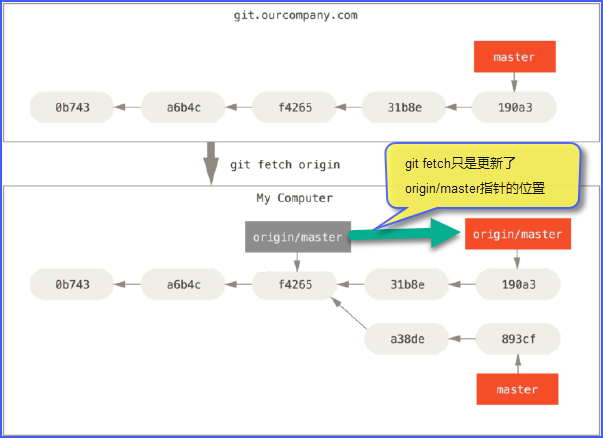 git.ourcompany.com
master
0b743 a6b4c f4265 31b8e 190a3
git fetch origin
git fetch只是更新了
origin/master指针的位置
My Computer
origin/master origin/master
0b743 a6b4c f4265 31b8e 190a3
a38de 893cf
master